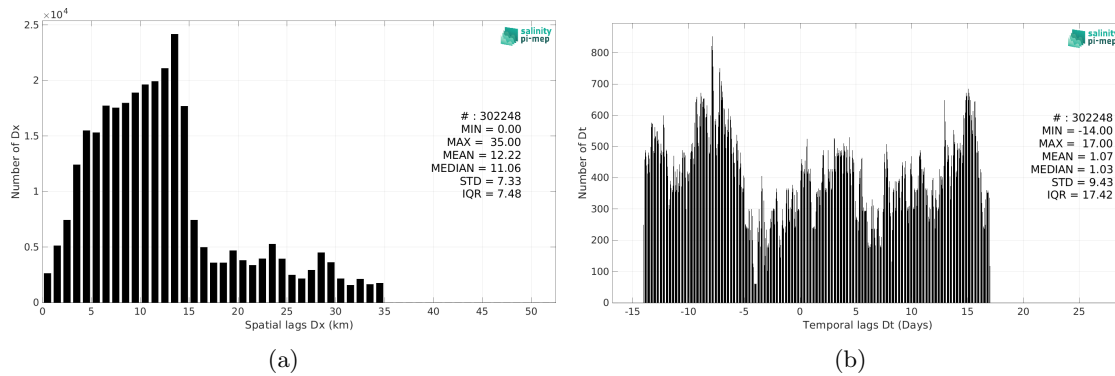 2.5 ×10⁴
2
1.5
1
0.5
0
Number of Dx
0 5 10 15 20 25 30 35 40 45 50
Spatial lags Dx (km)
salinity
pi-mep
# : 302248
MIN = 0.00
MAX = 35.00
MEAN = 12.22
MEDIAN = 11.06
STD = 7.33
IQR = 7.48
(a)
800
700
600
500
400
300
200
100
0
Number of Dt
-15 -10 -5 0 5 10 15 20 25
Temporal lags Dt (Days)
salinity
pi-mep
# : 302248
MIN = -14.00
MAX = 17.00
MEAN = 1.07
MEDIAN = 1.03
STD = 9.43
IQR = 17.42
(b)